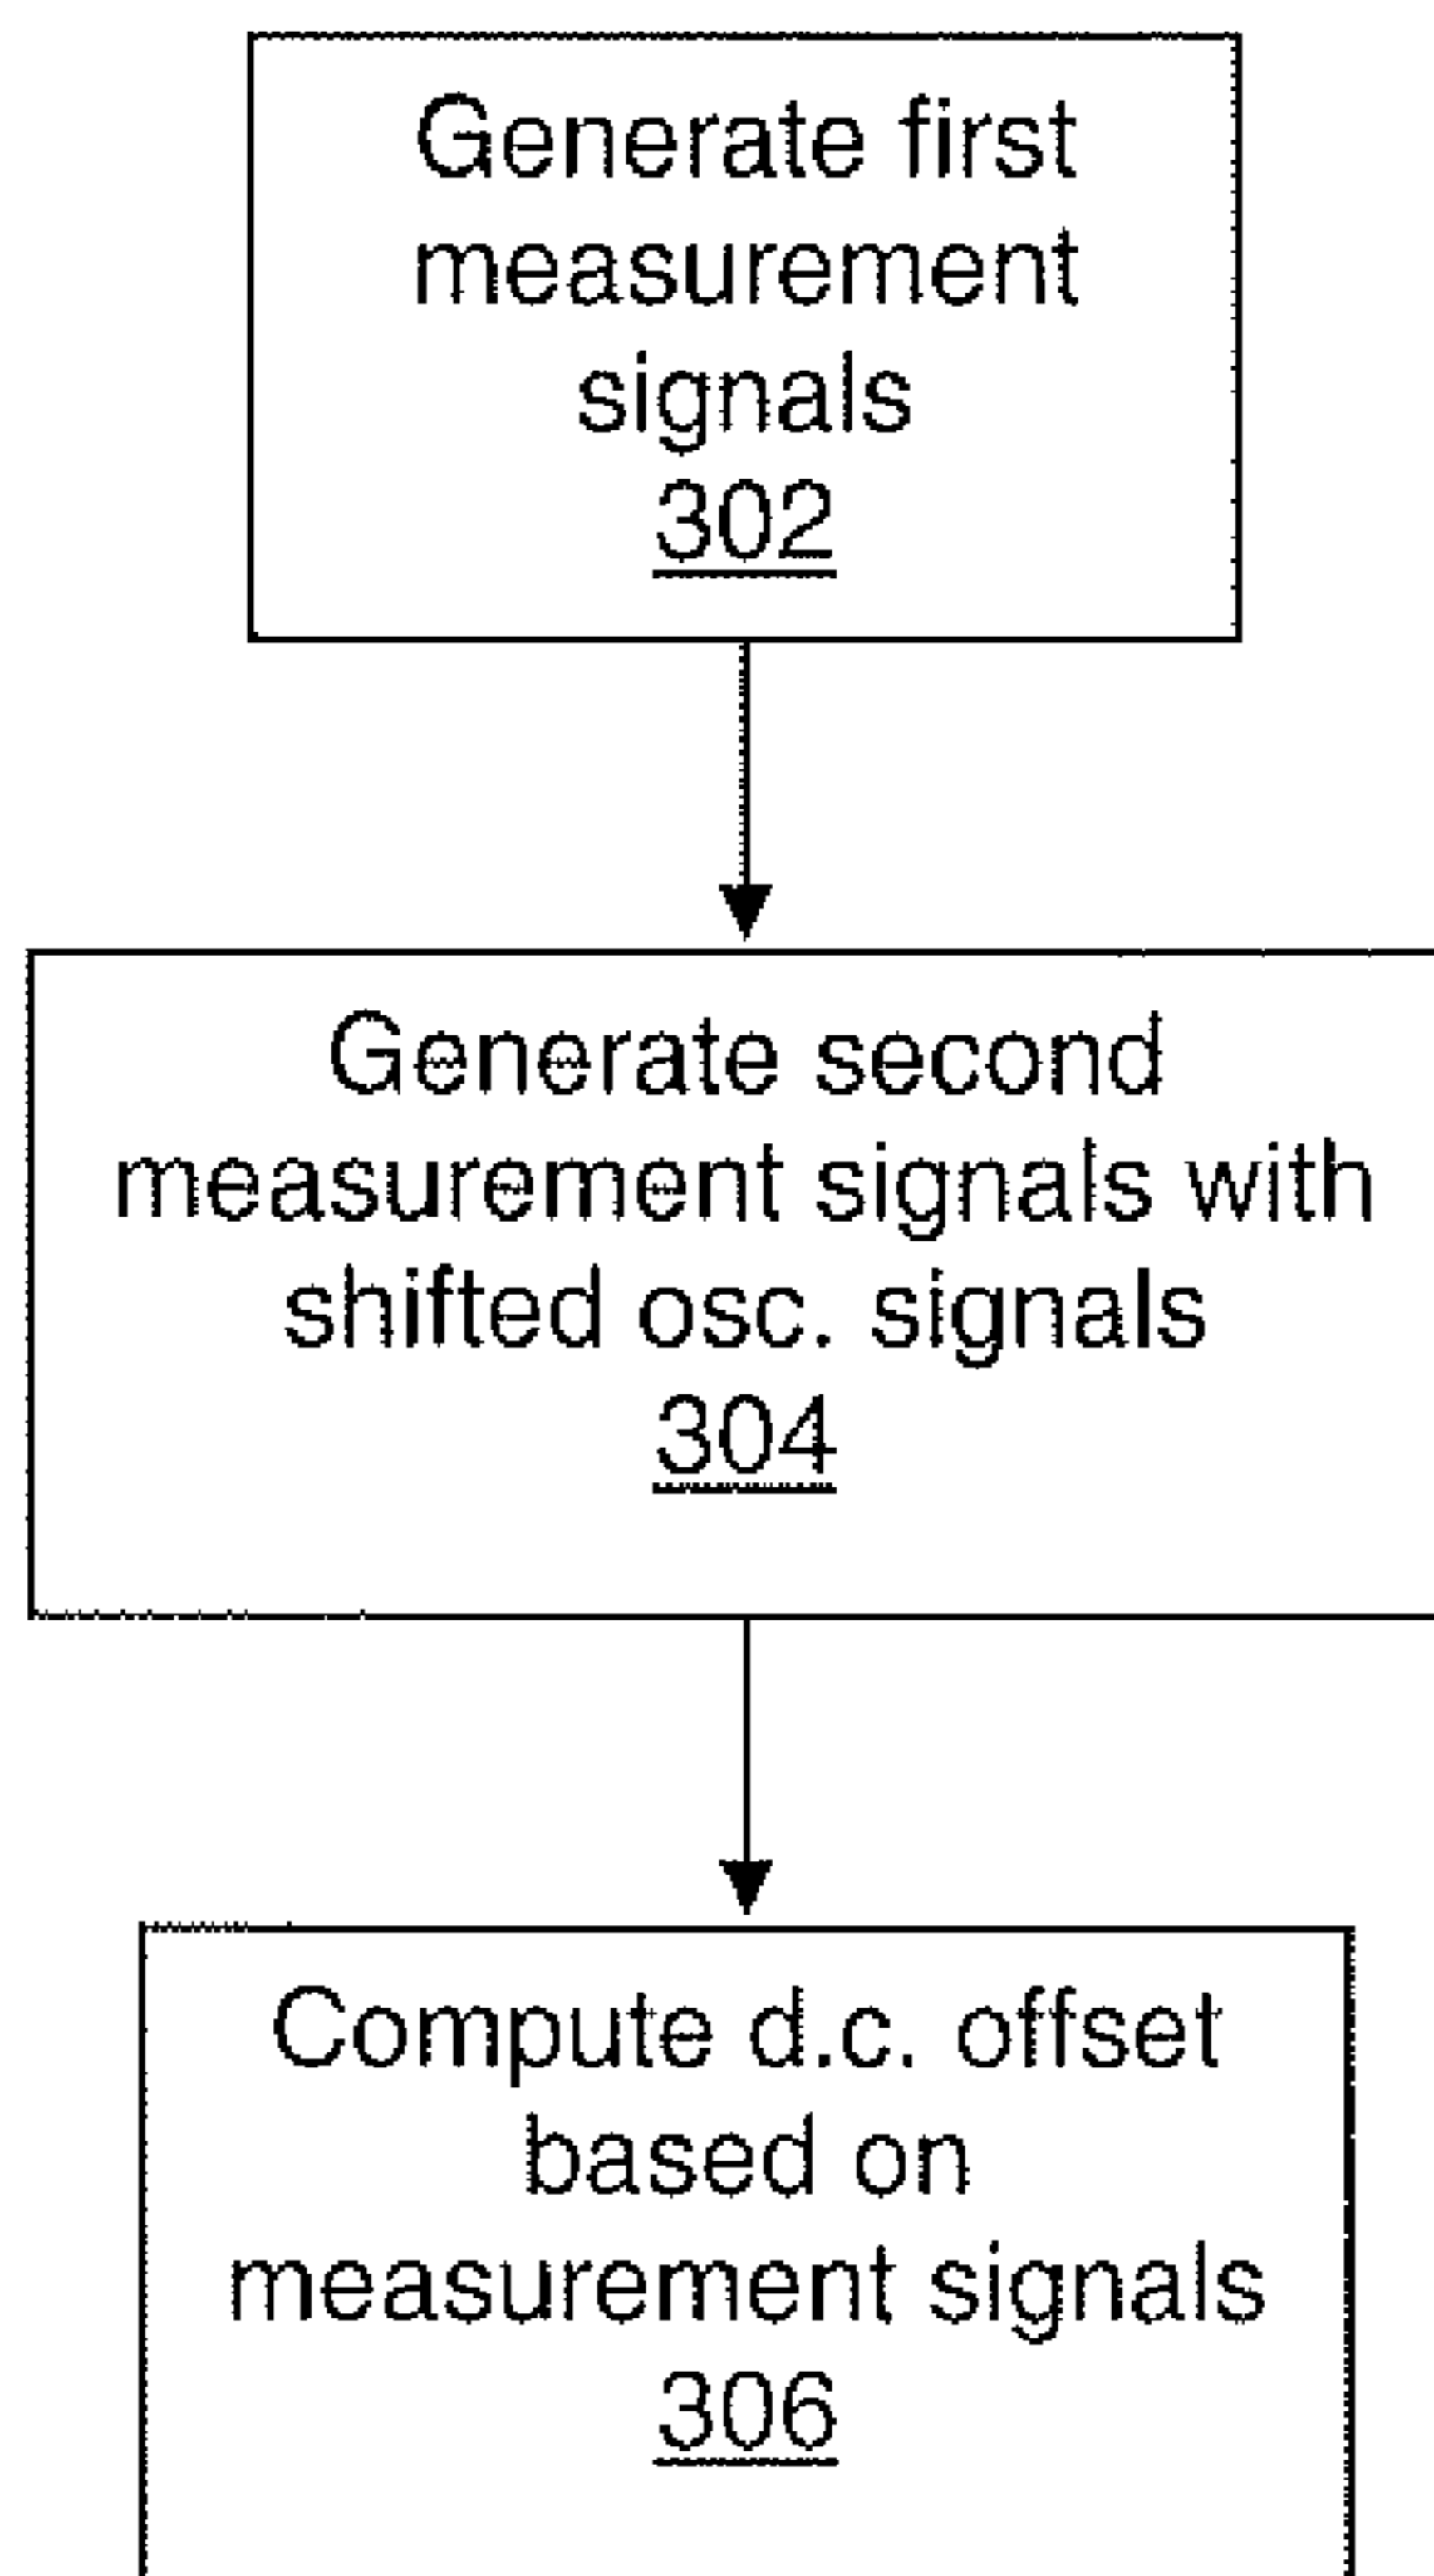 Generate first
measurement
signals
302
Generate second
measurement signals with
shifted osc. signals
304
Compute d.c. offset
based on
measurement signals
306